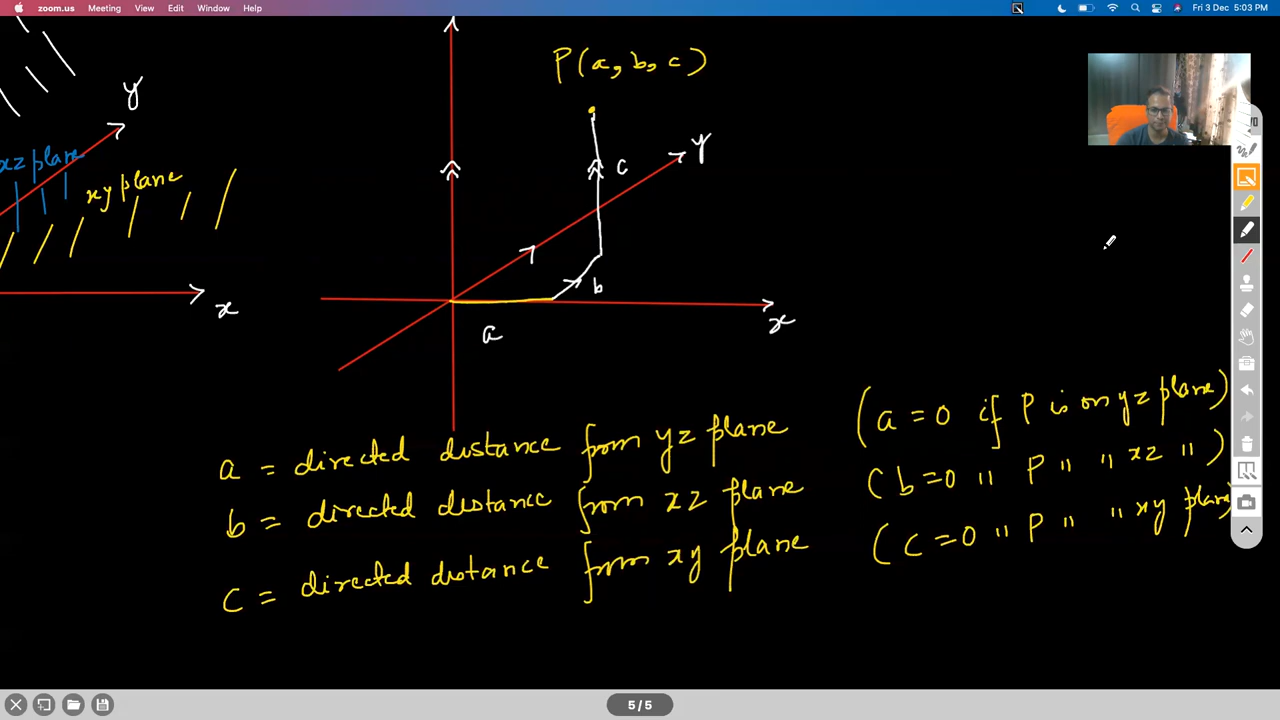 zoom.us Meeting View Edit Window Help Fri 3 Dec 5:03 PM
P(a, b, c)
y
xz plane
xy plane
x
y
c
b
a
x
a = directed distance from yz plane (a = 0 if P is on yz plane)
b = directed distance from xz plane (b = 0 " P " " xz ")
c = directed distance from xy plane (c = 0 " P " " xy plane)
5/5